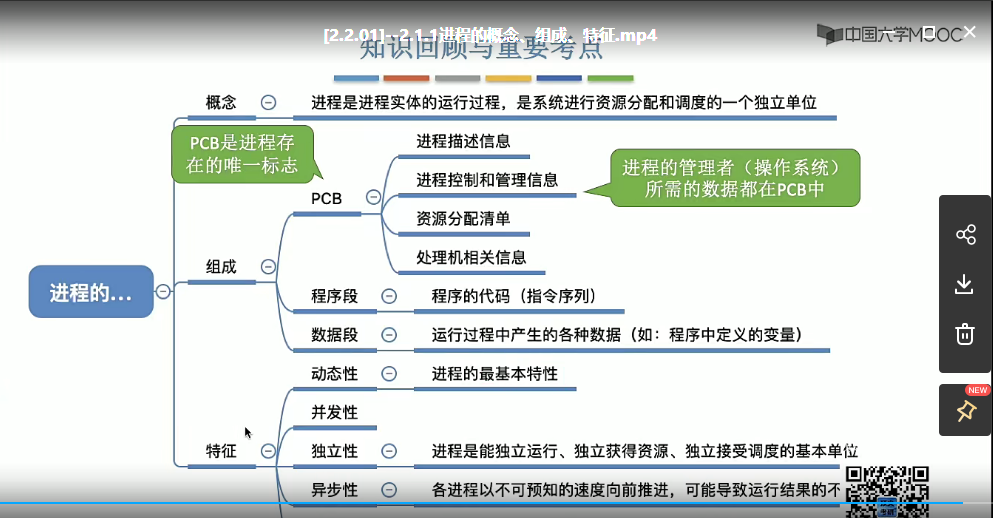 [2.2.01]--2.1.1进程的概念、组成、特征.mp4
中国大学MOOC
知识回顾与重要考点
概念
进程是进程实体的运行过程，是系统进行资源分配和调度的一个独立单位
PCB是进程存
在的唯一标志
进程描述信息
进程的管理者（操作系统）
所需的数据都在PCB中
PCB
进程控制和管理信息
资源分配清单
处理机相关信息
组成
进程的...
程序段
程序的代码（指令序列）
数据段
运行过程中产生的各种数据（如：程序中定义的变量）
动态性
进程的最基本特性
并发性
特征
独立性
进程是能独立运行、独立获得资源、独立接受调度的基本单位
异步性
各进程以不可预知的速度向前推进，可能导致运行结果的不
NEW